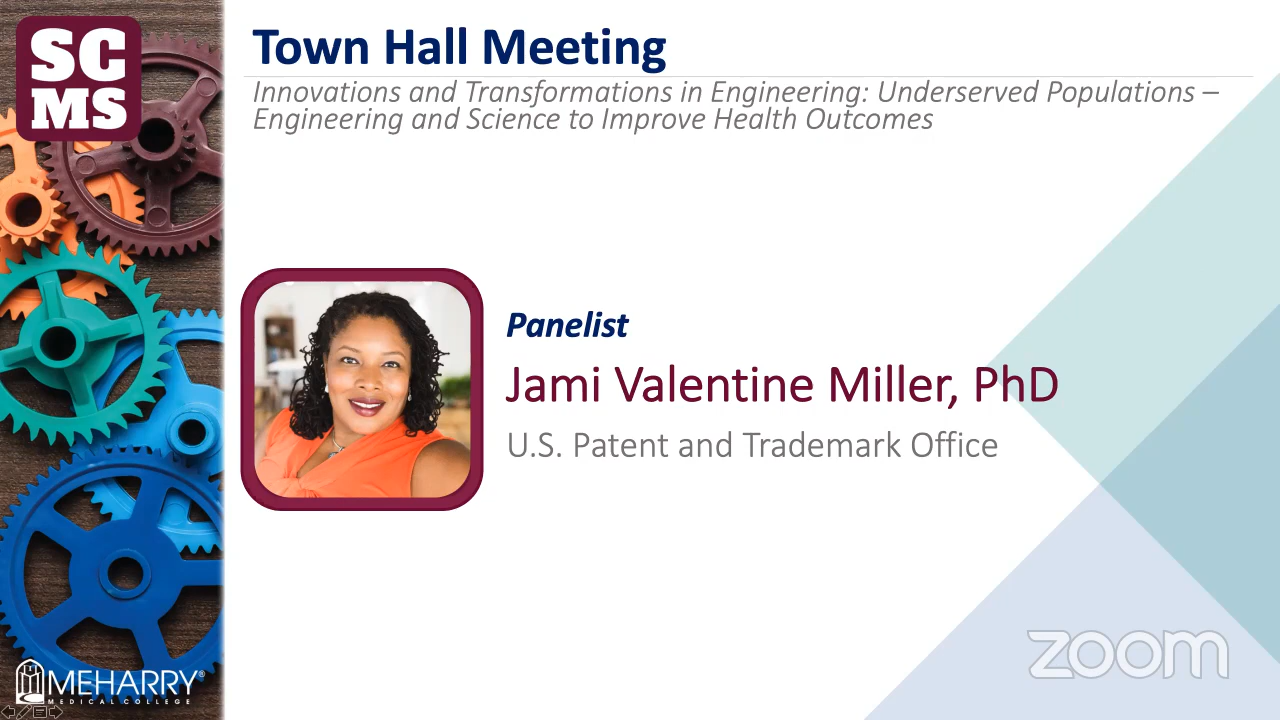 SC
MS
Town Hall Meeting
Innovations and Transformations in Engineering: Underserved Populations –
Engineering and Science to Improve Health Outcomes
Panelist
Jami Valentine Miller, PhD
U.S. Patent and Trademark Office
zoom
MEHARRY®
MEDICAL COLLEGE